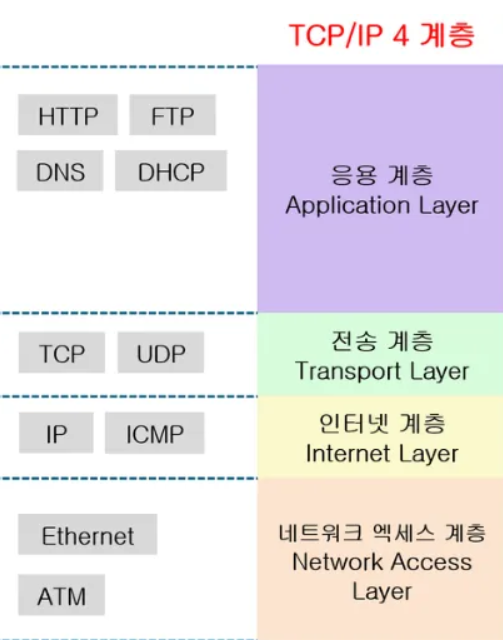 TCP/IP 4 계층
HTTP FTP
DNS DHCP
응용 계층
Application Layer
TCP UDP
전송 계층
Transport Layer
IP ICMP
인터넷 계층
Internet Layer
Ethernet
ATM
네트워크 엑세스 계층
Network Access
Layer